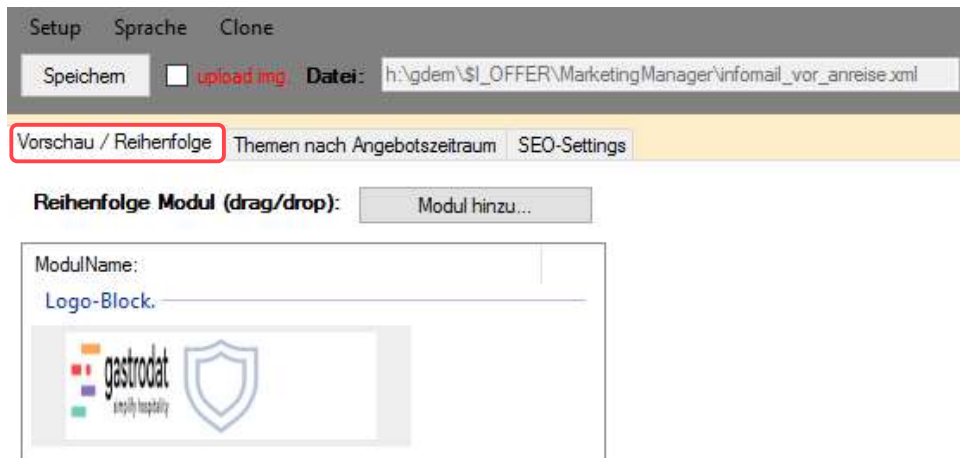 Setup Sprache Clone
Speichern upload img. Datei: h:\gdem\$I_OFFER\MarketingManager\infomail_vor_anreise.xml
Vorschau / Reihenfolge Themen nach Angebotszeitraum SEO-Settings
Reihenfolge Modul (drag/drop): Modul hinzu...
ModulName:
Logo-Block.
gastrodat
simplify hospitality